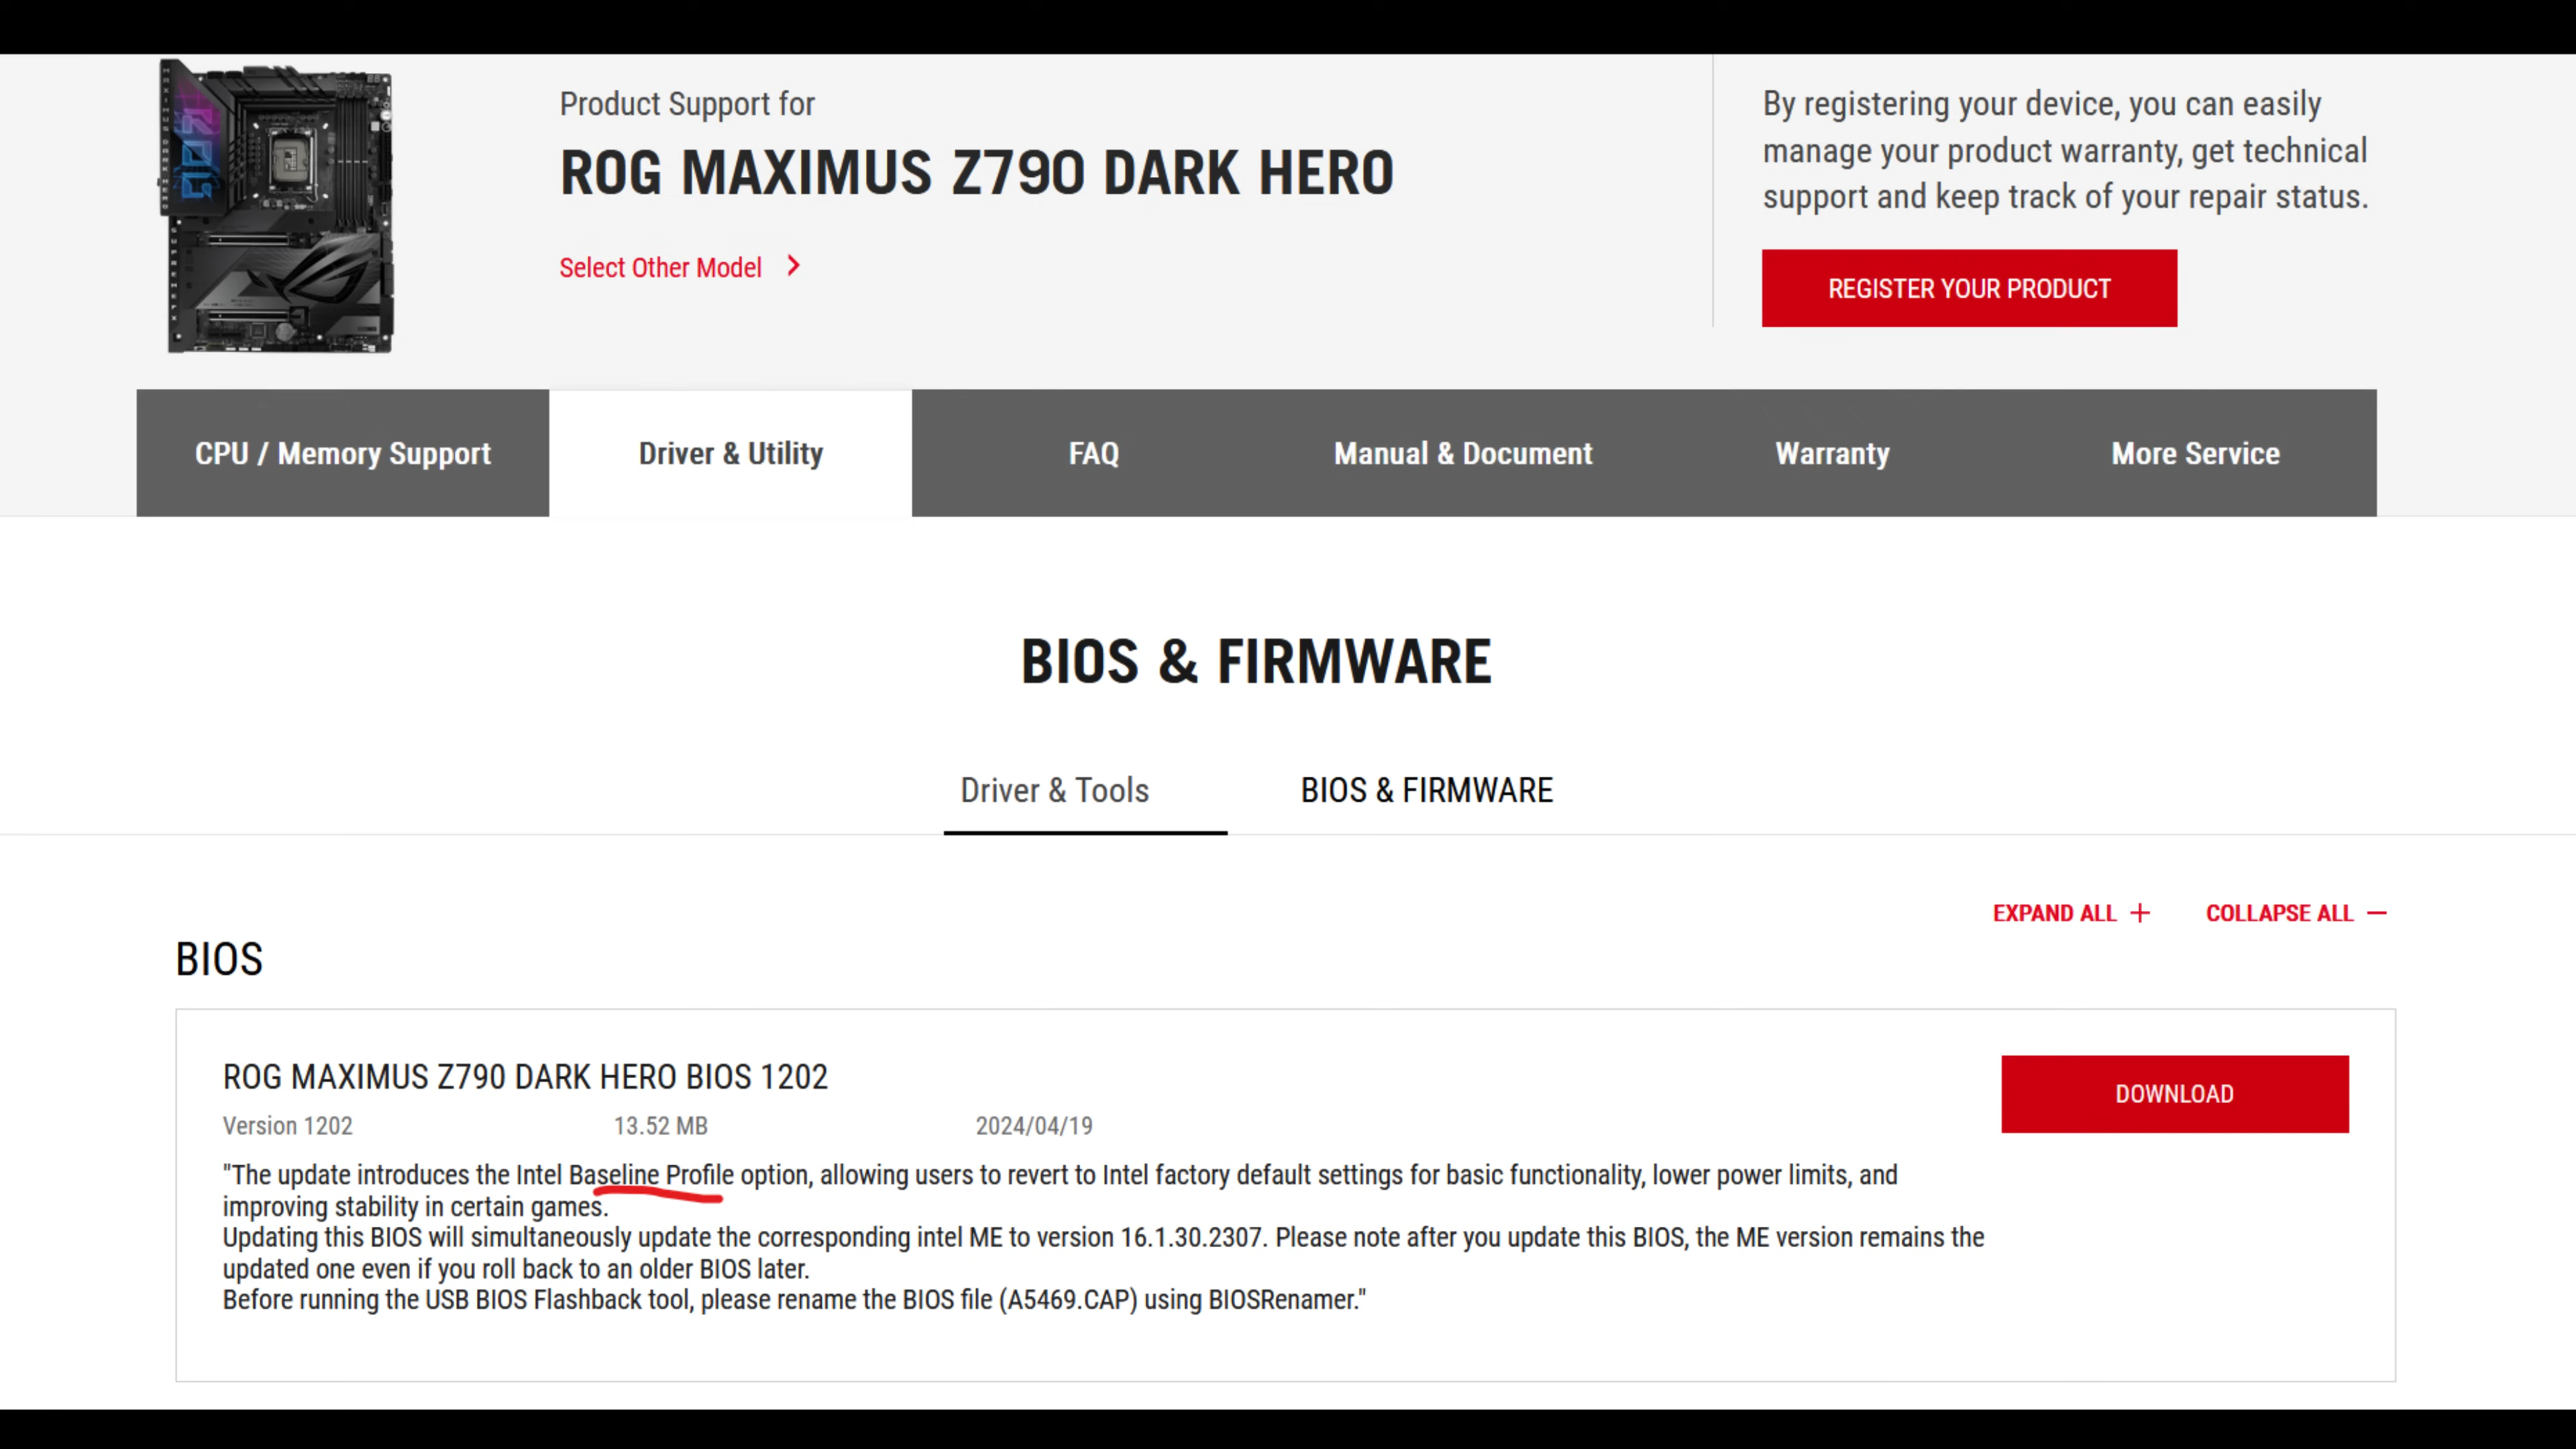 Product Support for
ROG MAXIMUS Z790 DARK HERO
Select Other Model
By registering your device, you can easily
manage your product warranty, get technical
support and keep track of your repair status.
REGISTER YOUR PRODUCT
CPU / Memory Support
Driver & Utility
FAQ
Manual & Document
Warranty
More Service
BIOS & FIRMWARE
Driver & Tools
BIOS & FIRMWARE
EXPAND ALL +
COLLAPSE ALL −
BIOS
ROG MAXIMUS Z790 DARK HERO BIOS 1202
Version 1202
13.52 MB
2024/04/19
DOWNLOAD
"The update introduces the Intel Baseline Profile option, allowing users to revert to Intel factory default settings for basic functionality, lower power limits, and
improving stability in certain games.
Updating this BIOS will simultaneously update the corresponding intel ME to version 16.1.30.2307. Please note after you update this BIOS, the ME version remains the
updated one even if you roll back to an older BIOS later.
Before running the USB BIOS Flashback tool, please rename the BIOS file (A5469.CAP) using BIOSRenamer."